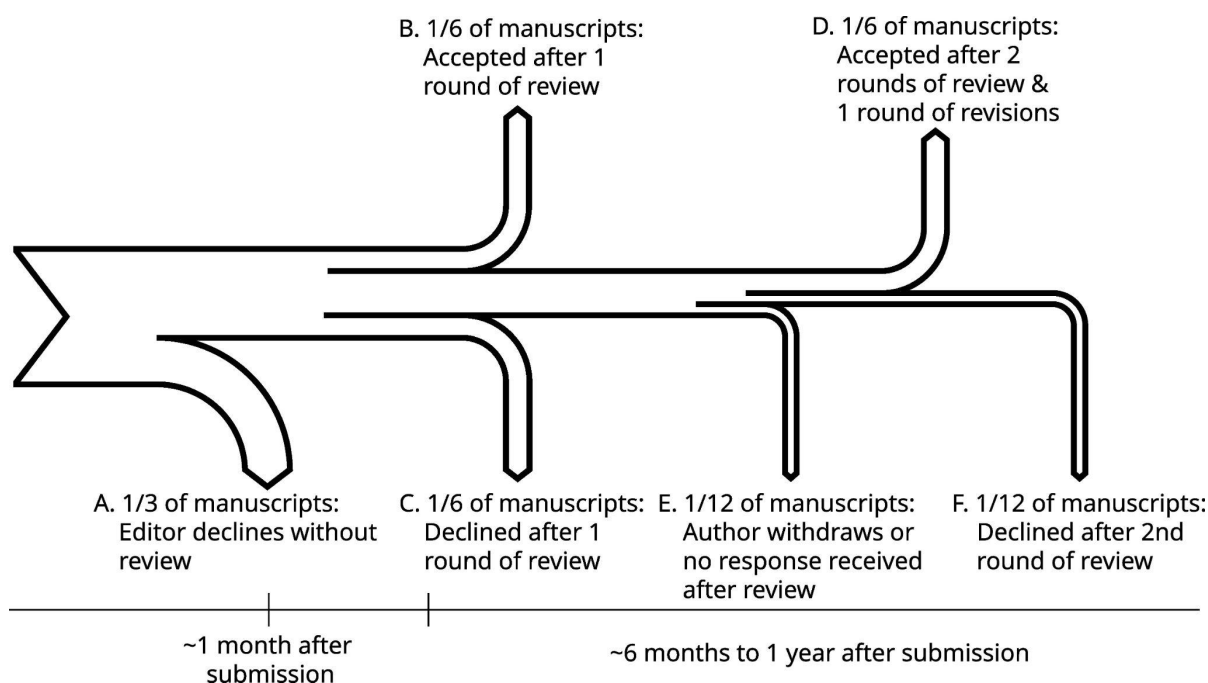 B. 1/6 of manuscripts:
Accepted after 1
round of review
D. 1/6 of manuscripts:
Accepted after 2
rounds of review &
1 round of revisions
A. 1/3 of manuscripts:
Editor declines without
review
C. 1/6 of manuscripts:
Declined after 1
round of review
E. 1/12 of manuscripts:
Author withdraws or
no response received
after review
F. 1/12 of manuscripts:
Declined after 2nd
round of review
~1 month after
submission
~6 months to 1 year after submission